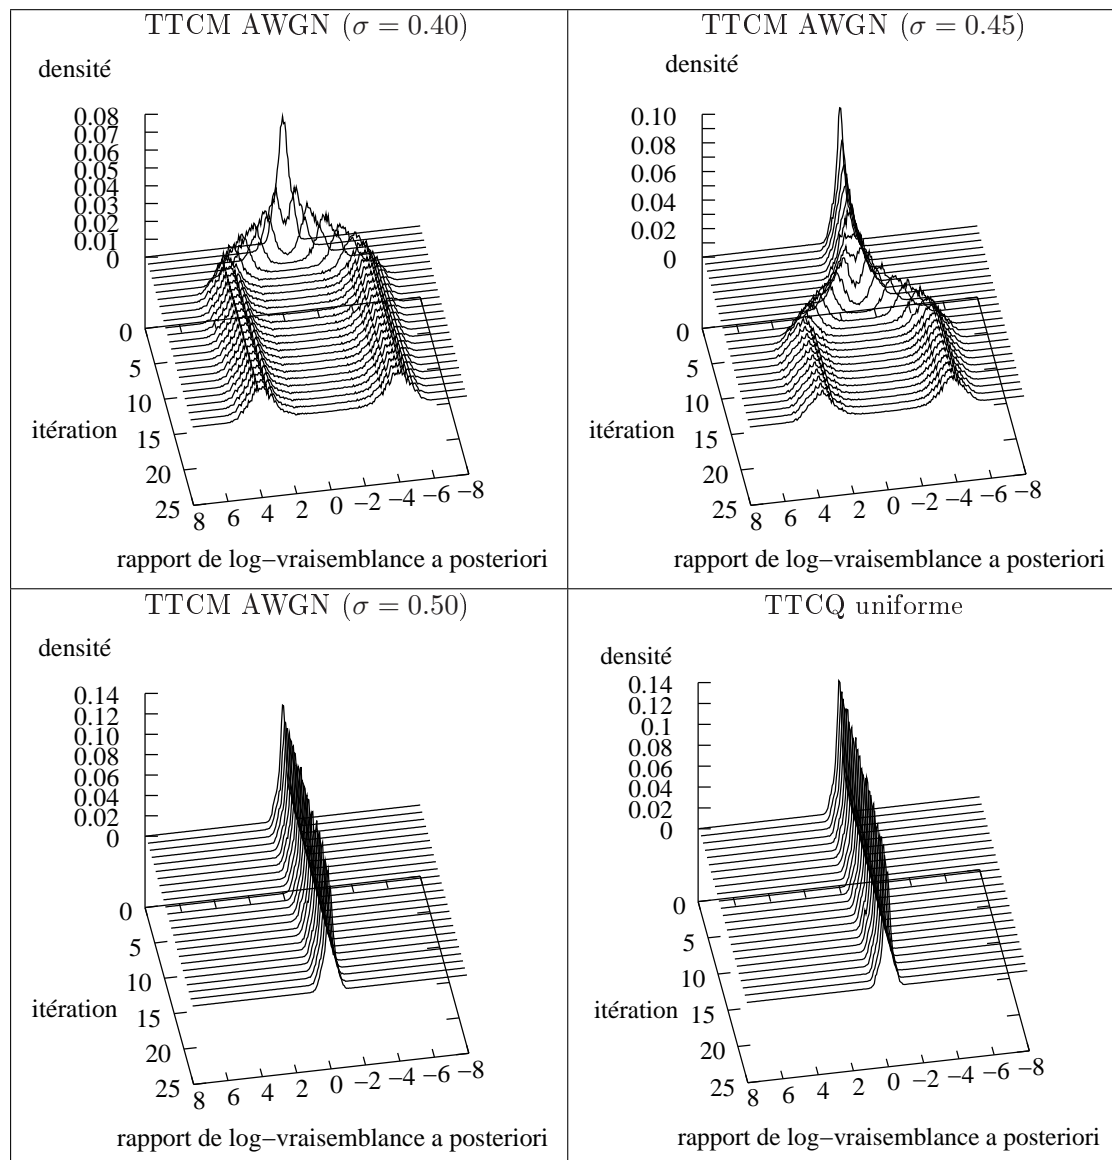 TTCM AWGN (σ = 0.40)
densité
0.08
0.07
0.06
0.05
0.04
0.03
0.02
0.01
0
0
5
10
15
20
25
itération
8 6 4 2 0 −2 −4 −6 −8
rapport de log−vraisemblance a posteriori
TTCM AWGN (σ = 0.45)
densité
0.10
0.08
0.06
0.04
0.02
0
0
5
10
15
20
25
itération
8 6 4 2 0 −2 −4 −6 −8
rapport de log−vraisemblance a posteriori
TTCM AWGN (σ = 0.50)
densité
0.14
0.12
0.10
0.08
0.06
0.04
0.02
0
0
5
10
15
20
25
itération
8 6 4 2 0 −2 −4 −6 −8
rapport de log−vraisemblance a posteriori
TTCQ uniforme
densité
0.14
0.12
0.1
0.08
0.06
0.04
0.02
0
0
5
10
15
20
25
itération
8 6 4 2 0 −2 −4 −6 −8
rapport de log−vraisemblance a posteriori